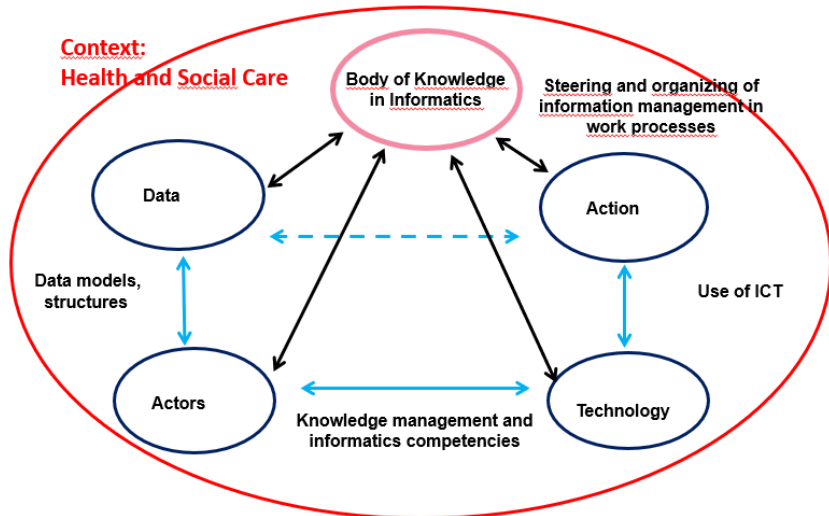 Context:
Health and Social Care
Body of Knowledge
in Informatics
Steering and organizing of
information management in
work processes
Data
Action
Data models,
structures
Use of ICT
Actors
Technology
Knowledge management and
informatics competencies